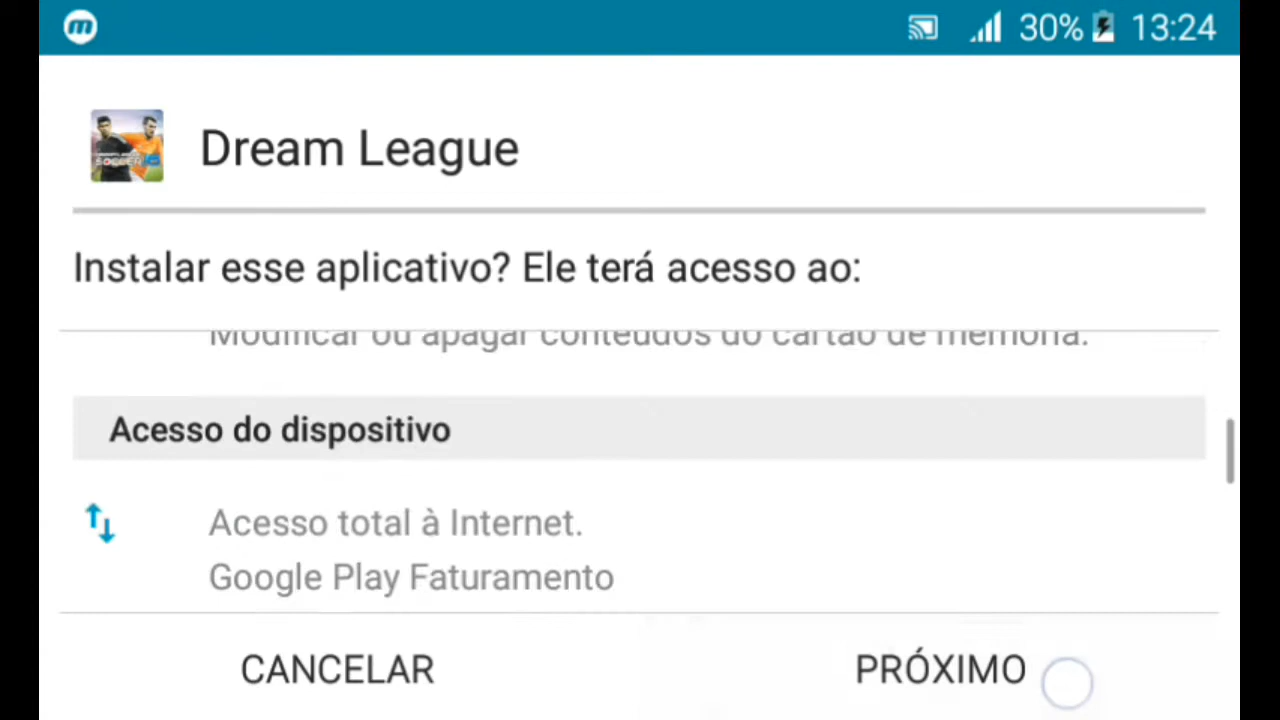 30% 13:24
Dream League
Instalar esse aplicativo? Ele terá acesso ao:
Modificar ou apagar conteúdos do cartão de memória.
Acesso do dispositivo
Acesso total à Internet.
Google Play Faturamento
CANCELAR PRÓXIMO